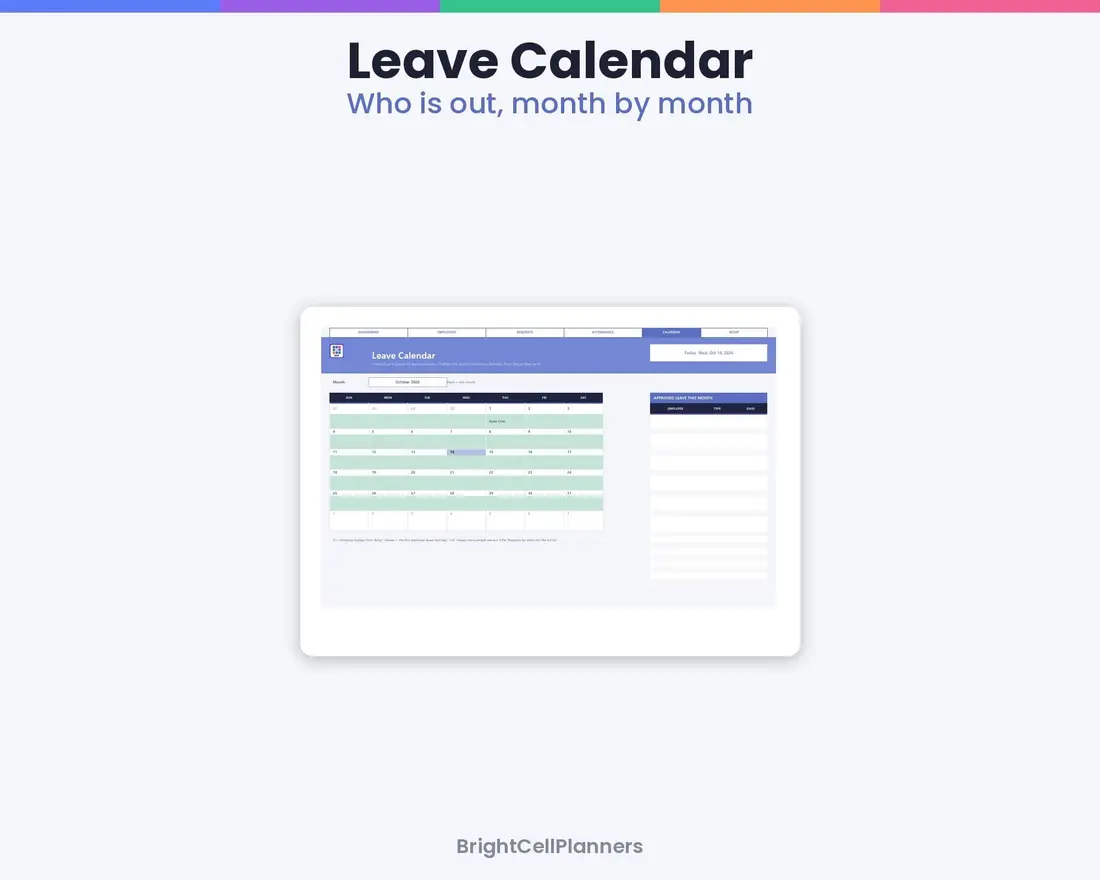 Leave Calendar
Who is out, month by month
DASHBOARD EMPLOYEES REQUESTS ATTENDANCE CALENDAR SETUP
Leave Calendar
Today: Wed, Oct 14, 2026
Month October 2026
SUN MON TUE WED THU FRI SAT
27 28 29 30 1 2 3
4 5 6 7 8 9 10
11 12 13 14 15 16 17
18 19 20 21 22 23 24
25 26 27 28 29 30 31
1 2 3 4 5 6 7
APPROVED LEAVE THIS MONTH
EMPLOYEE TYPE DAYS
BrightCellPlanners